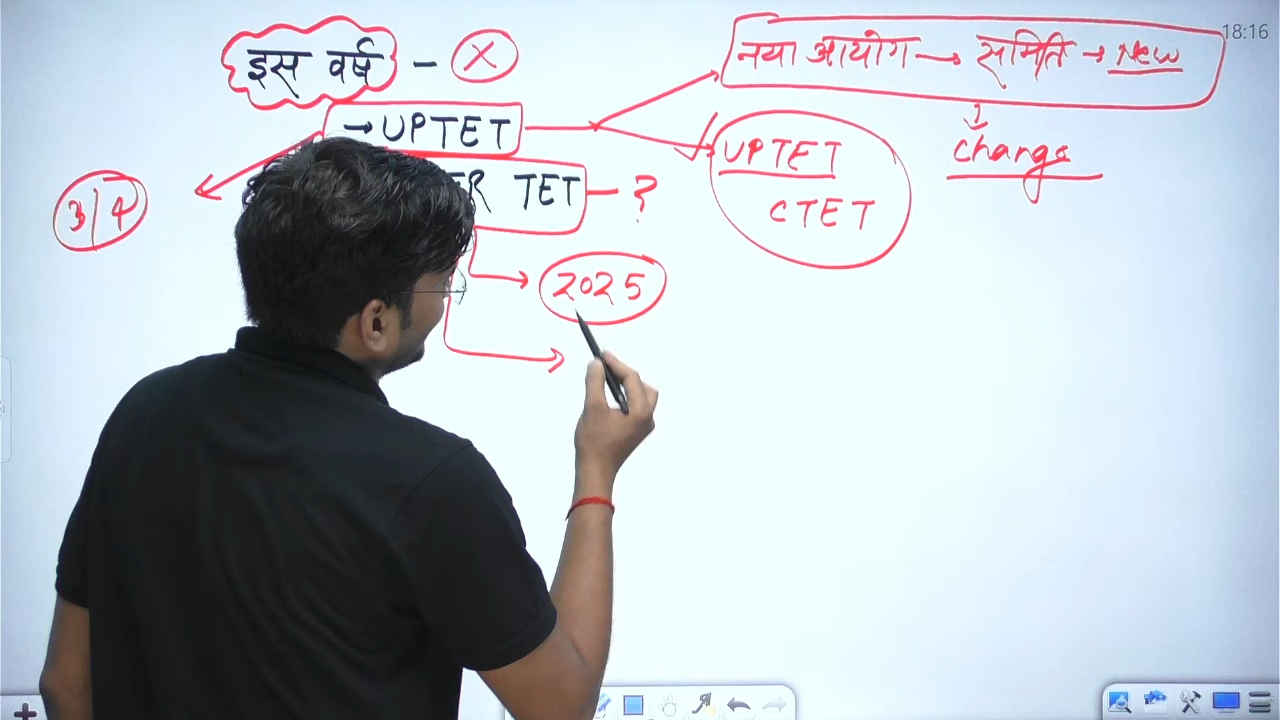 18:16
इस वर्ष - X
नया आयोग → समिति → New
→ UPTET
Change
UPTET
CTET
TET - ?
3/4
2025